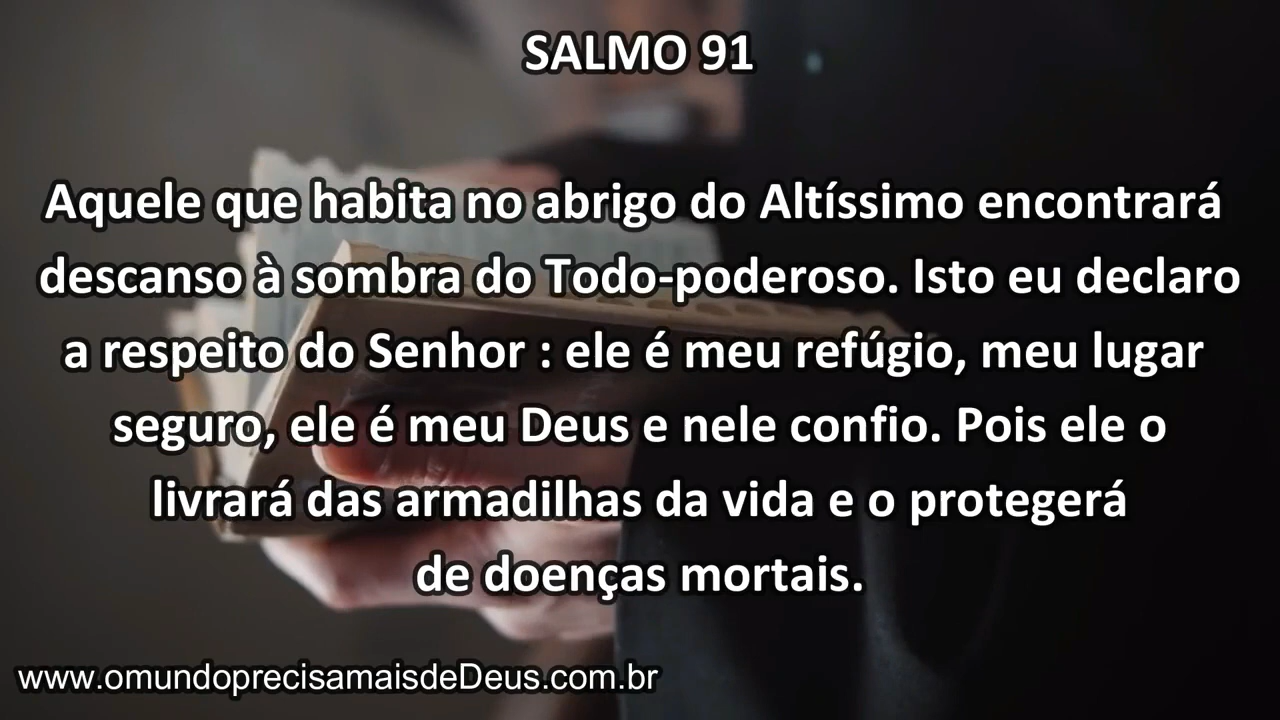 SALMO 91
Aquele que habita no abrigo do Altíssimo encontrará
descanso à sombra do Todo-poderoso. Isto eu declaro
a respeito do Senhor : ele é meu refúgio, meu lugar
seguro, ele é meu Deus e nele confio. Pois ele o
livrará das armadilhas da vida e o protegerá
de doenças mortais.
www.omundoprecisamaisdeDeus.com.br